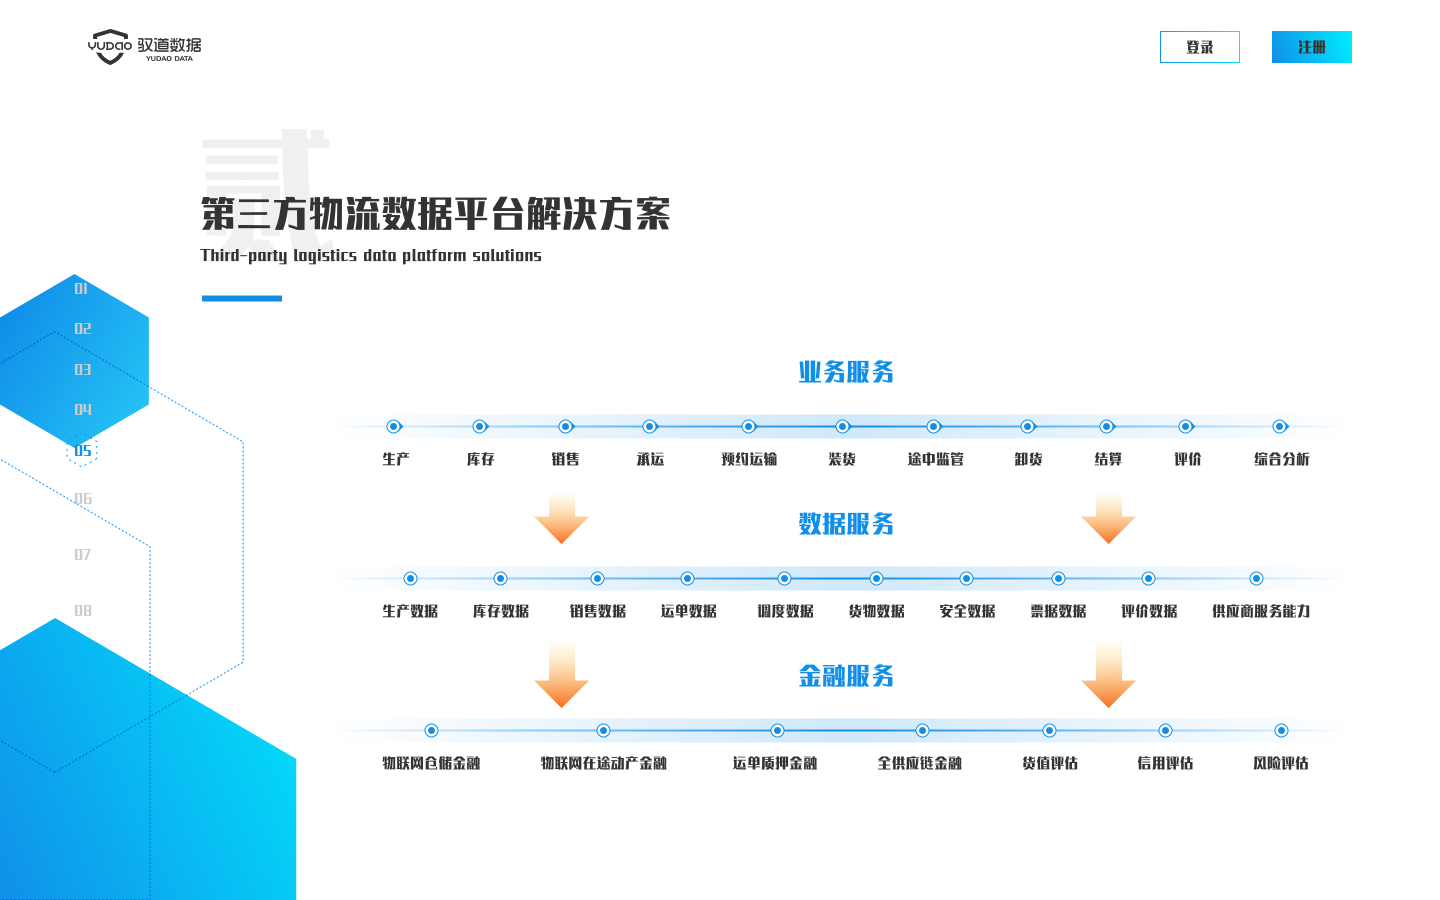 YUDAO 驭道数据
YUDAO DATA
登录
注册
贰
第三方物流数据平台解决方案
Third-party logistics data platform solutions
01
02
03
04
05
06
07
08
业务服务
生产 库存 销售 承运 预约运输 装货 途中监管 卸货 结算 评价 综合分析
数据服务
生产数据 库存数据 销售数据 运单数据 调度数据 货物数据 安全数据 票据数据 评价数据 供应商服务能力
金融服务
物联网仓储金融 物联网在途动产金融 运单质押金融 全供应链金融 货值评估 信用评估 风险评估